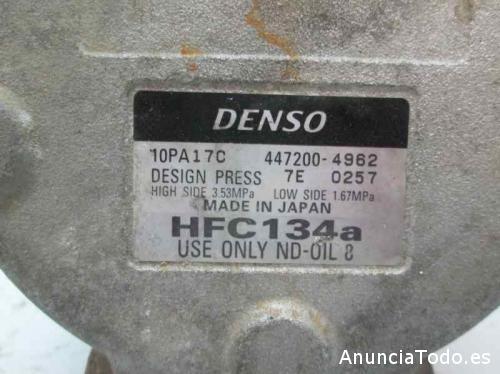 DENSO
10PA17C 447200-4962
DESIGN PRESS 7E 0257
HIGH SIDE 3.53MPa LOW SIDE 1.67MPa
MADE IN JAPAN
HFC134a
USE ONLY ND-OIL 8
AnunciaTodo.es